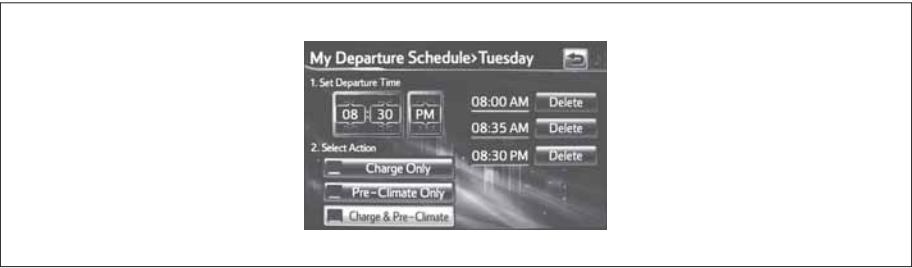 My Departure Schedule>Tuesday
1. Set Departure Time
08 : 30 PM
08:00 AM Delete
08:35 AM Delete
08:30 PM Delete
2. Select Action
Charge Only
Pre-Climate Only
Charge & Pre-Climate